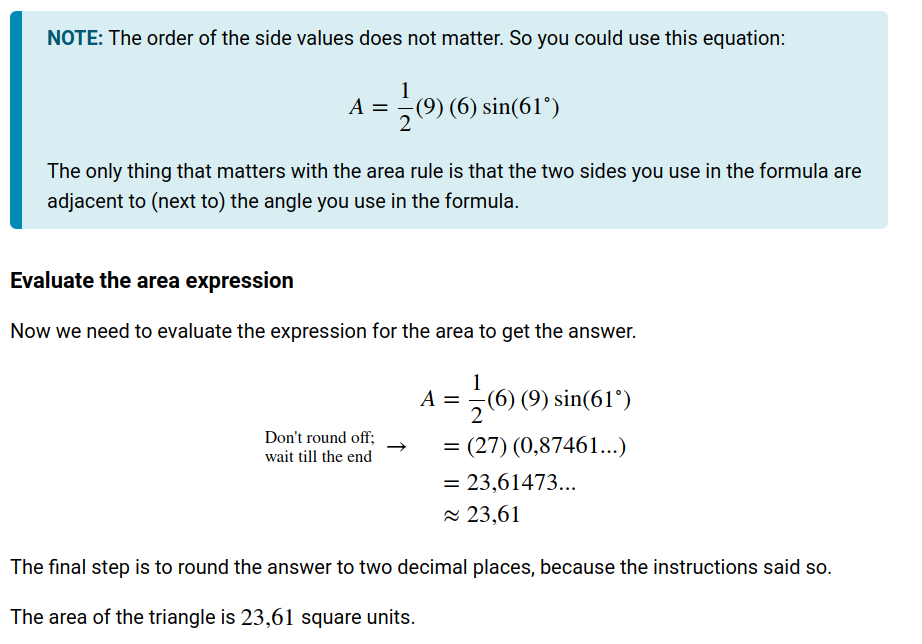 NOTE: The order of the side values does not matter. So you could use this equation:
A = 1/2 (9) (6) sin(61°)
The only thing that matters with the area rule is that the two sides you use in the formula are
adjacent to (next to) the angle you use in the formula.
Evaluate the area expression
Now we need to evaluate the expression for the area to get the answer.
A = 1/2 (6) (9) sin(61°)
Don't round off;
wait till the end → = (27) (0,87461...)
= 23,61473...
≈ 23,61
The final step is to round the answer to two decimal places, because the instructions said so.
The area of the triangle is 23,61 square units.